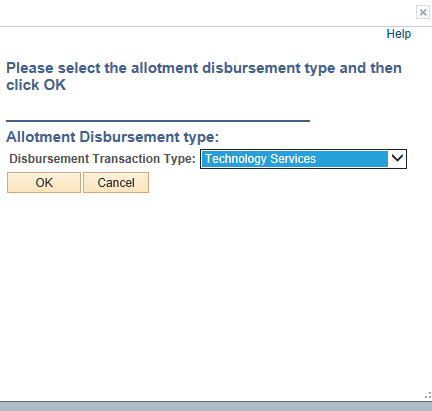 Help
Please select the allotment disbursement type and then
click OK
Allotment Disbursement type:
Disbursement Transaction Type: Technology Services
OK Cancel